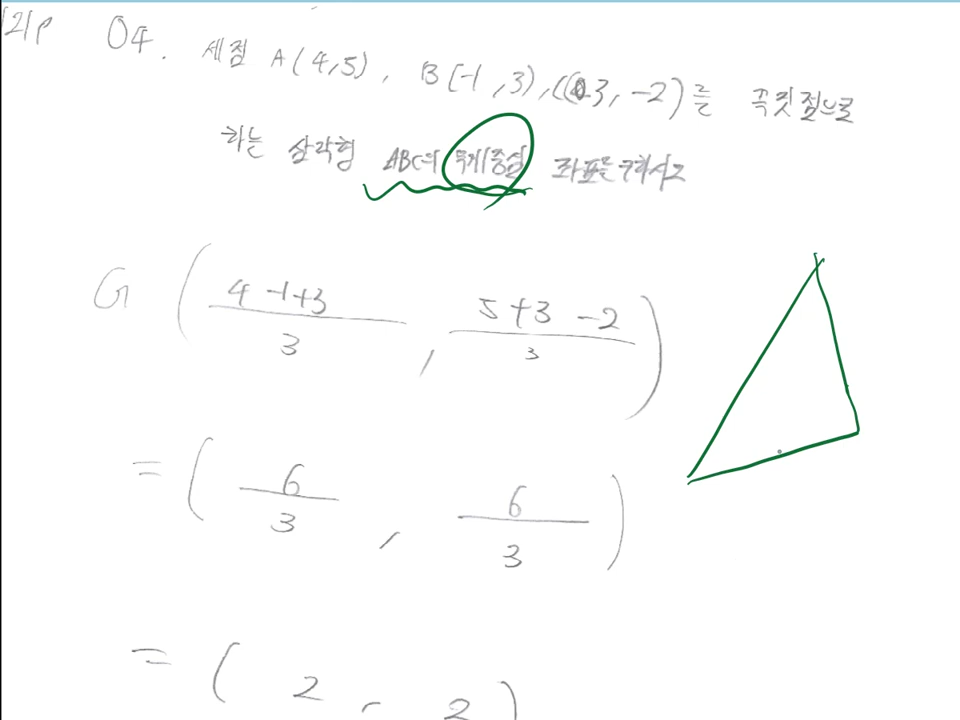 121P 04. 세점 A(4,5), B(-1,3), C(3,-2)를 꼭짓점으로
하는 삼각형 ABC의 무게중심 좌표를 구하시오
G ( 4-1+3 / 3 , 5+3-2 / 3 )
= ( 6 / 3 , 6 / 3 )
= ( 2 , 2 )